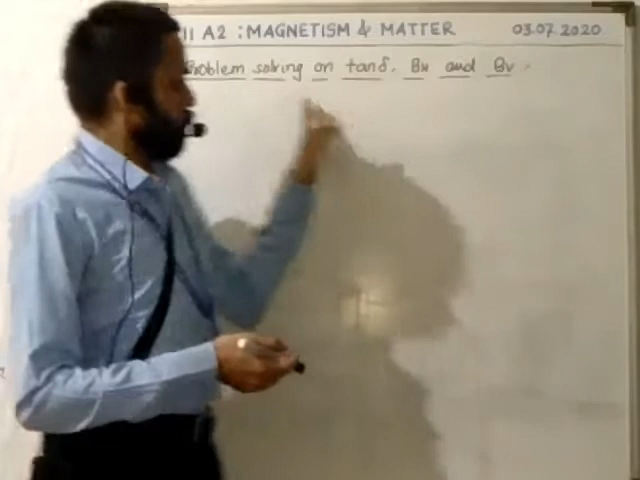 II A2 : MAGNETISM & MATTER 03.07.2020
Problem solving on tanδ, BH and BV.